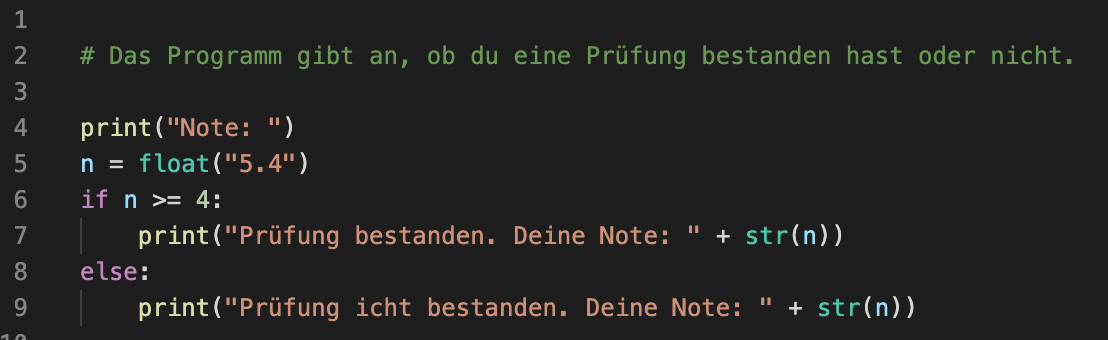 1
2 # Das Programm gibt an, ob du eine Prüfung bestanden hast oder nicht.
3
4 print("Note: ")
5 n = float("5.4")
6 if n >= 4:
7     print("Prüfung bestanden. Deine Note: " + str(n))
8 else:
9     print("Prüfung icht bestanden. Deine Note: " + str(n))
10